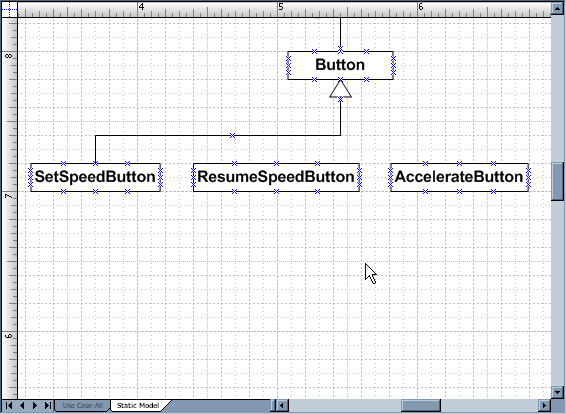 4 5 6
8
Button
SetSpeedButton ResumeSpeedButton AccelerateButton
7
6
Use Case-All Static Model